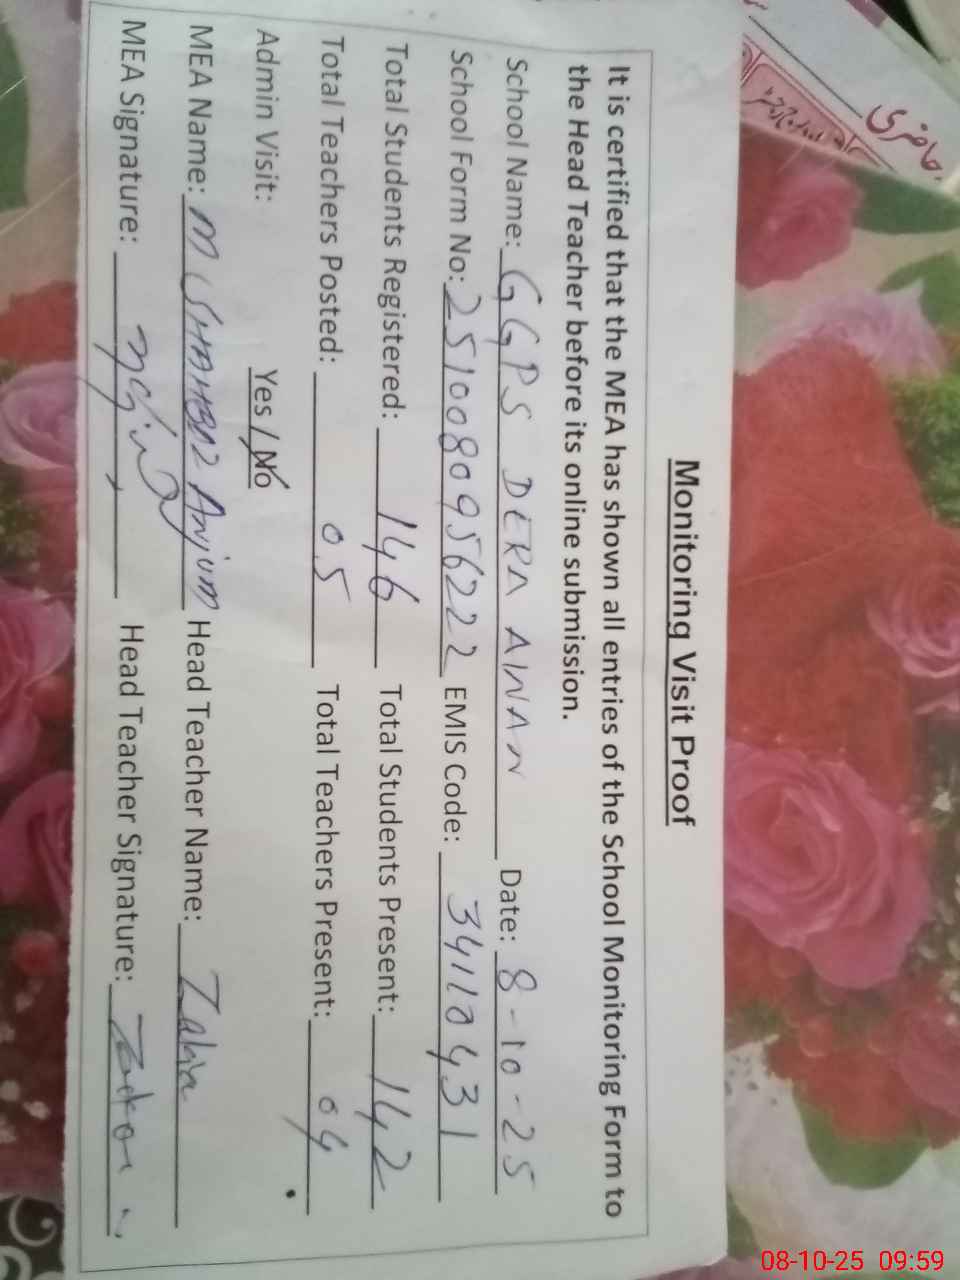 Monitoring Visit Proof
It is certified that the MEA has shown all entries of the School Monitoring Form to
the Head Teacher before its online submission.
School Name: GGPS DERA AWAN Date: 8-10-25
School Form No: 251008095622 EMIS Code: 34110431
Total Students Registered: 146 Total Students Present: 142
Total Teachers Posted: 05 Total Teachers Present: 04
Admin Visit: Yes / No
MEA Name: M SHAHBAZ Anjum Head Teacher Name: Zakia
MEA Signature: Head Teacher Signature:
حاضری
08-10-25 09:59